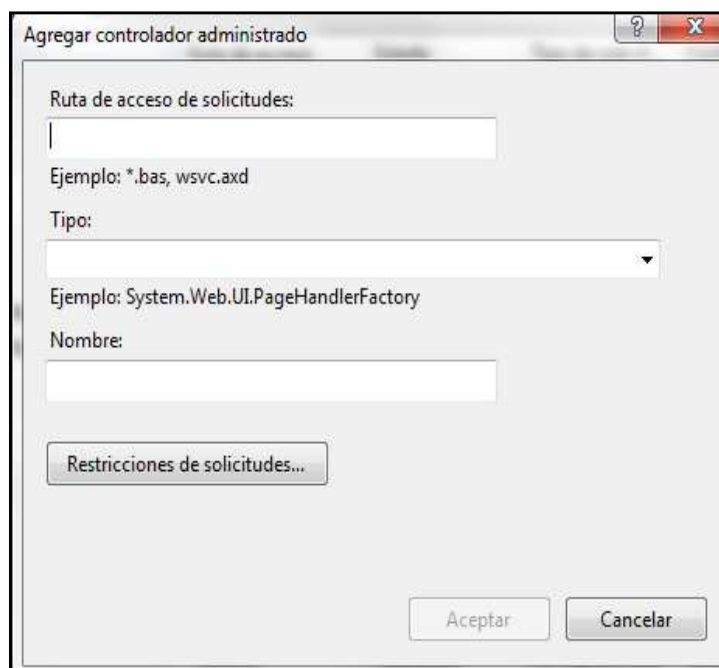 Agregar controlador administrado
Ruta de acceso de solicitudes:
Ejemplo: *.bas, wsvc.axd
Tipo:
Ejemplo: System.Web.UI.PageHandlerFactory
Nombre:
Restricciones de solicitudes...
Aceptar
Cancelar